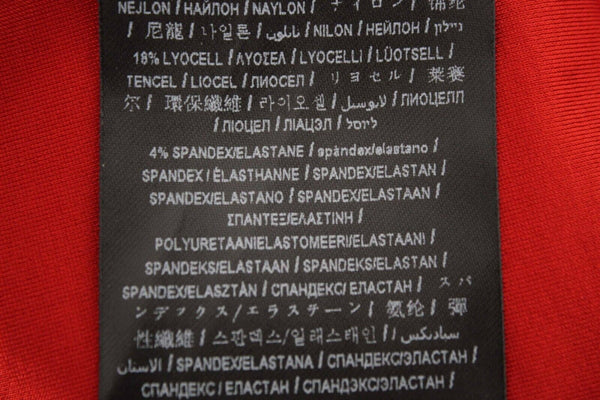 NEJLON / НАЙЛОН / NAYLON / ナイロン / 锦纶
/ 尼龍 / 나일론 / نايلون / NILON / НЕЙЛОН / ניילון
18% LYOCELL / ΛΥΟΣΕΛ / LYOCELLI / LÜOTSELL /
TENCEL / LIOCEL / ЛИОСЕЛ / リヨセル / 莱赛
尔 / 環保纖維 / 라이오셀 / لايوسيل / ЛИОЦЕЛЛ
/ ЛІОЦЕЛ / ЛІАЦЭЛ / ליוסל
4% SPANDEX/ELASTANE / spàndex/elastano /
SPANDEX / ÉLASTHANNE / SPANDEX/ELASTAN /
SPANDEX/ELASTANO / SPANDEX/ELASTAN /
ΣΠΑΝΤΕΞ/ΕΛΑΣΤΙΝΗ /
POLYURETAANIELASTOMEERI/ELASTAANI /
SPANDEKS/ELASTAAN / SPANDEKS/ELASTAN /
SPANDEX/ELASZTÁN / СПАНДЕКС/ЕЛАСТАН / スパ
ンデックス/エラスチーン / 氨纶 / 彈
性纖維 / 스판덱스/일래스태인 / سباديكس /
الاستان / SPANDEX/ELASTANA / СПАНДЕКС/ЭЛАСТАН /
СПАНДЕКС / ЕЛАСТАН / СПАНДЭКС/ЭЛАСТАН /